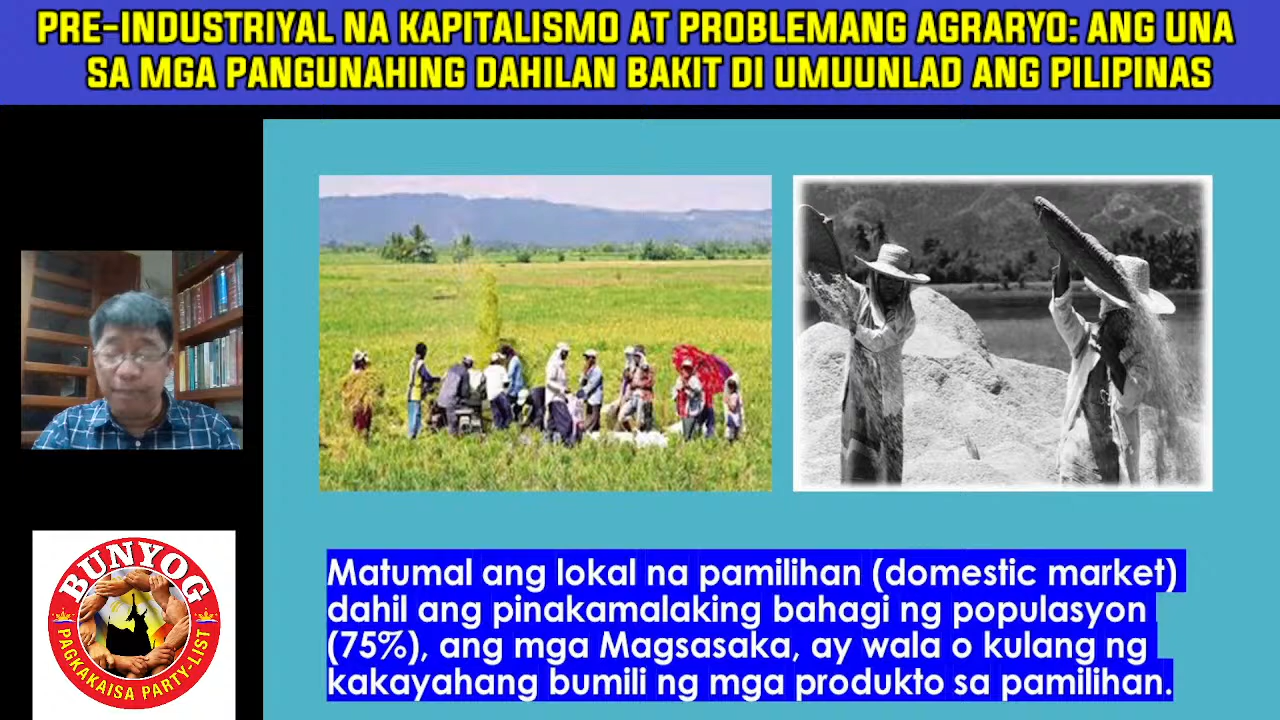 PRE-INDUSTRIYAL NA KAPITALISMO AT PROBLEMANG AGRARYO: ANG UNA
SA MGA PANGUNAHING DAHILAN BAKIT DI UMUUNLAD ANG PILIPINAS
BUNYOG
PAGKAKAISA PARTY-LIST
Matumal ang lokal na pamilihan (domestic market)
dahil ang pinakamalaking bahagi ng populasyon
(75%), ang mga Magsasaka, ay wala o kulang ng
kakayahang bumili ng mga produkto sa pamilihan.